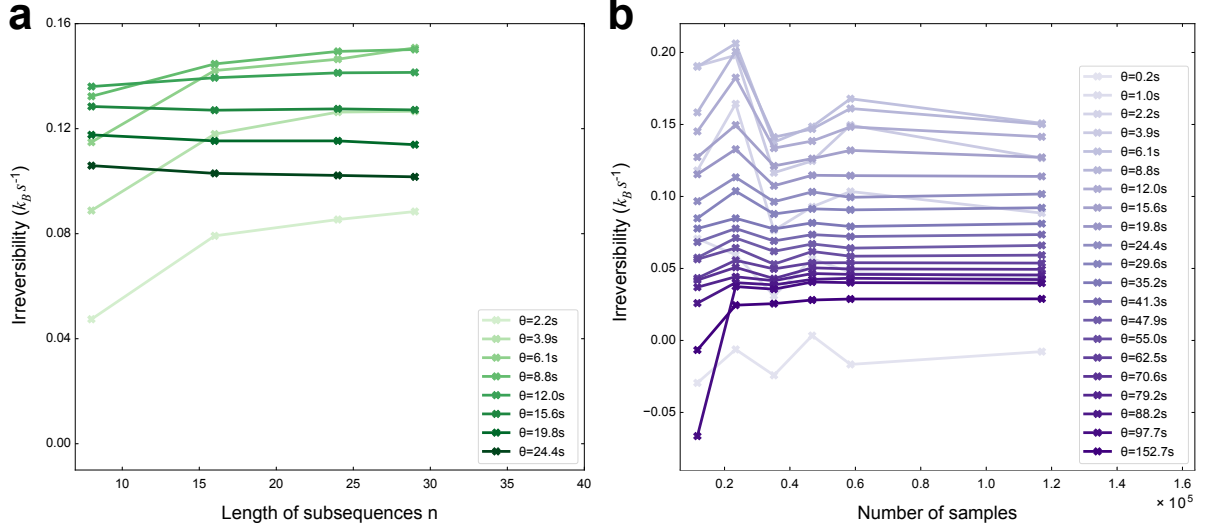 a
Irreversibility (k_B s⁻¹)
0.16
0.12
0.08
0.04
0.00
10
15
20
25
30
35
40
Length of subsequences n
θ=2.2s
θ=3.9s
θ=6.1s
θ=8.8s
θ=12.0s
θ=15.6s
θ=19.8s
θ=24.4s
b
Irreversibility (k_B s⁻¹)
0.20
0.15
0.10
0.05
0.00
−0.05
0.2
0.4
0.6
0.8
1.0
1.2
1.4
1.6
× 10⁵
Number of samples
θ=0.2s
θ=1.0s
θ=2.2s
θ=3.9s
θ=6.1s
θ=8.8s
θ=12.0s
θ=15.6s
θ=19.8s
θ=24.4s
θ=29.6s
θ=35.2s
θ=41.3s
θ=47.9s
θ=55.0s
θ=62.5s
θ=70.6s
θ=79.2s
θ=88.2s
θ=97.7s
θ=152.7s